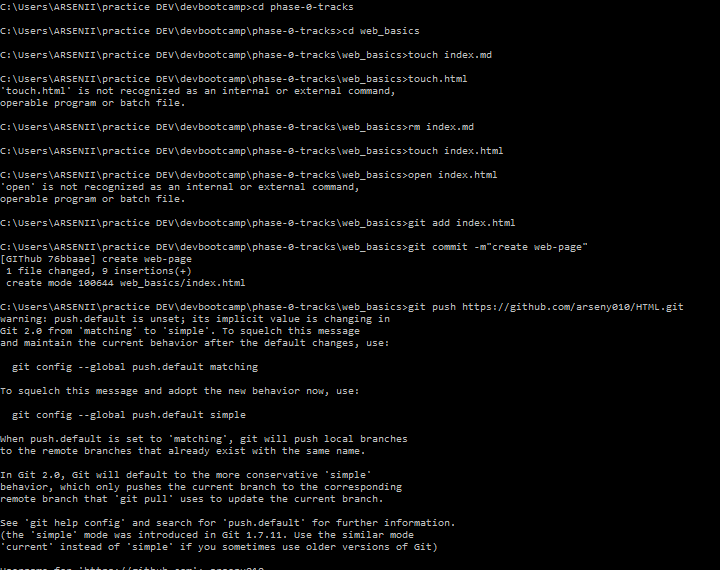 C:\Users\ARSENII\practice DEV\devbootcamp>cd phase-0-tracks
C:\Users\ARSENII\practice DEV\devbootcamp\phase-0-tracks>cd web_basics
C:\Users\ARSENII\practice DEV\devbootcamp\phase-0-tracks\web_basics>touch index.md
C:\Users\ARSENII\practice DEV\devbootcamp\phase-0-tracks\web_basics>touch.html
'touch.html' is not recognized as an internal or external command,
operable program or batch file.
C:\Users\ARSENII\practice DEV\devbootcamp\phase-0-tracks\web_basics>rm index.md
C:\Users\ARSENII\practice DEV\devbootcamp\phase-0-tracks\web_basics>touch index.html
C:\Users\ARSENII\practice DEV\devbootcamp\phase-0-tracks\web_basics>open index.html
'open' is not recognized as an internal or external command,
operable program or batch file.
C:\Users\ARSENII\practice DEV\devbootcamp\phase-0-tracks\web_basics>git add index.html
C:\Users\ARSENII\practice DEV\devbootcamp\phase-0-tracks\web_basics>git commit -m"create web-page"
[GIThub 76bbaae] create web-page
 1 file changed, 9 insertions(+)
 create mode 100644 web_basics/index.html
C:\Users\ARSENII\practice DEV\devbootcamp\phase-0-tracks\web_basics>git push https://github.com/arseny010/HTML.git
warning: push.default is unset; its implicit value is changing in
Git 2.0 from 'matching' to 'simple'. To squelch this message
and maintain the current behavior after the default changes, use:
  git config --global push.default matching
To squelch this message and adopt the new behavior now, use:
  git config --global push.default simple
When push.default is set to 'matching', git will push local branches
to the remote branches that already exist with the same name.
In Git 2.0, Git will default to the more conservative 'simple'
behavior, which only pushes the current branch to the corresponding
remote branch that 'git pull' uses to update the current branch.
See 'git help config' and search for 'push.default' for further information.
(the 'simple' mode was introduced in Git 1.7.11. Use the similar mode
'current' instead of 'simple' if you sometimes use older versions of Git)